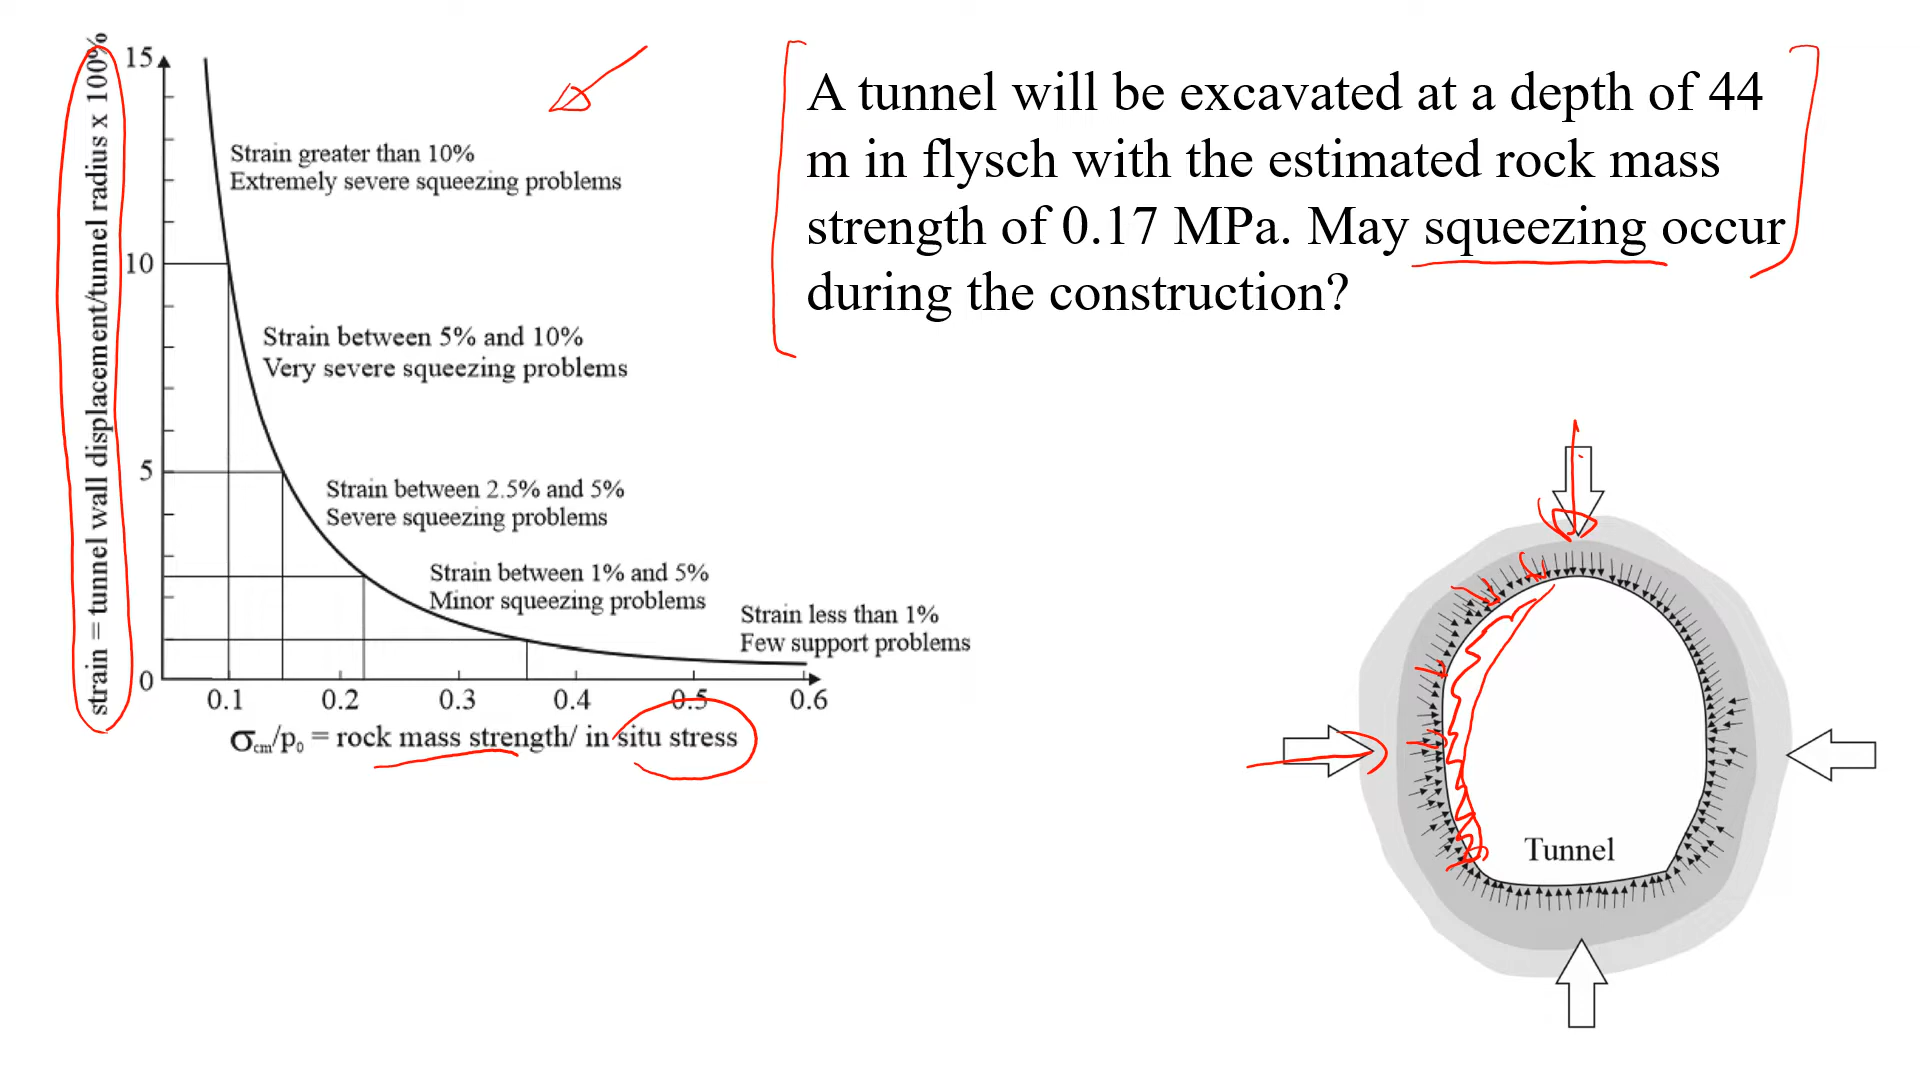 strain = tunnel wall displacement/tunnel radius x 100%
15
10
5
0
Strain greater than 10%
Extremely severe squeezing problems
Strain between 5% and 10%
Very severe squeezing problems
Strain between 2.5% and 5%
Severe squeezing problems
Strain between 1% and 5%
Minor squeezing problems
Strain less than 1%
Few support problems
0.1 0.2 0.3 0.4 0.5 0.6
σcm/p0 = rock mass strength/ in situ stress
A tunnel will be excavated at a depth of 44
m in flysch with the estimated rock mass
strength of 0.17 MPa. May squeezing occur
during the construction?
Tunnel